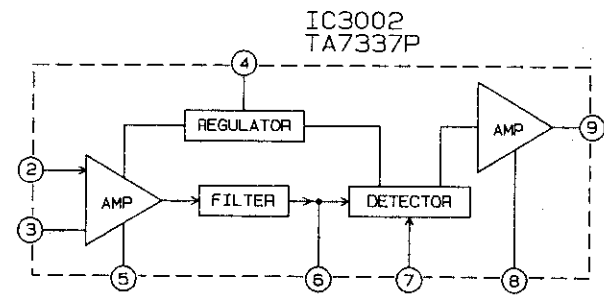 IC3002
TA7337P
4
REGULATOR
AMP
9
2
AMP
FILTER
DETECTOR
3
5
6
7
8